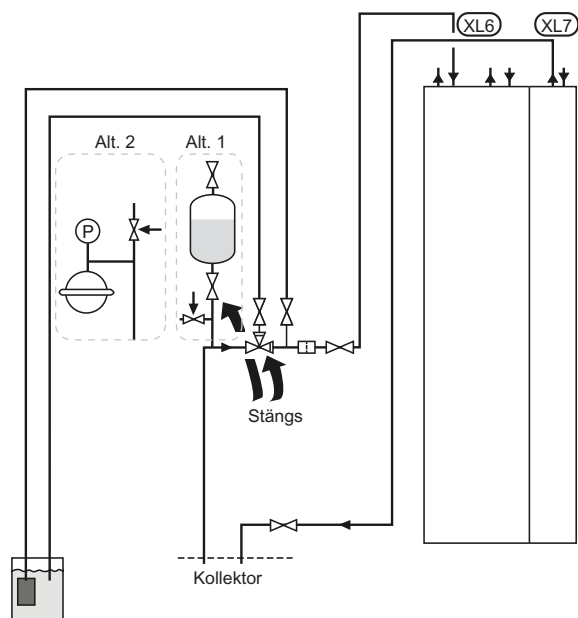 XL6
XL7
Alt. 2
Alt. 1
P
Stängs
Kollektor